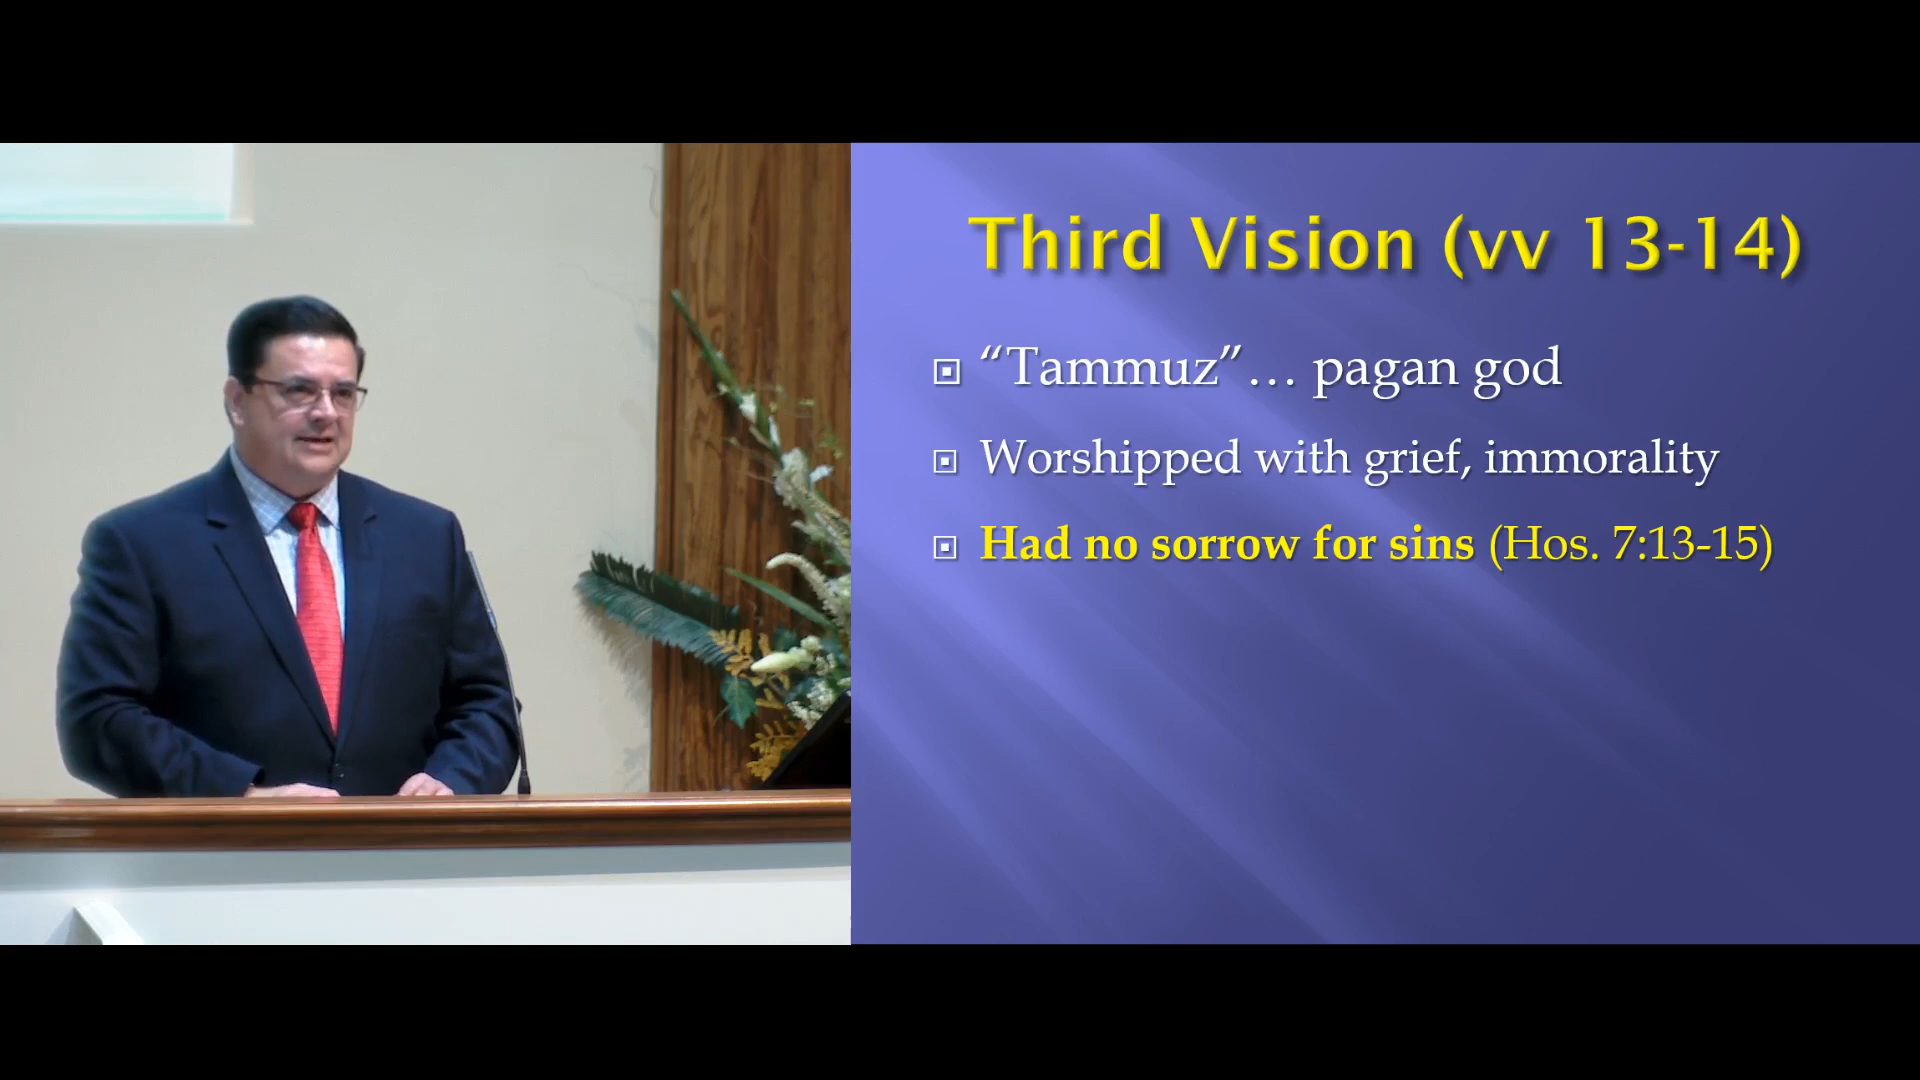 Third Vision (vv 13-14)
“Tammuz”… pagan god
Worshipped with grief, immorality
Had no sorrow for sins (Hos. 7:13-15)